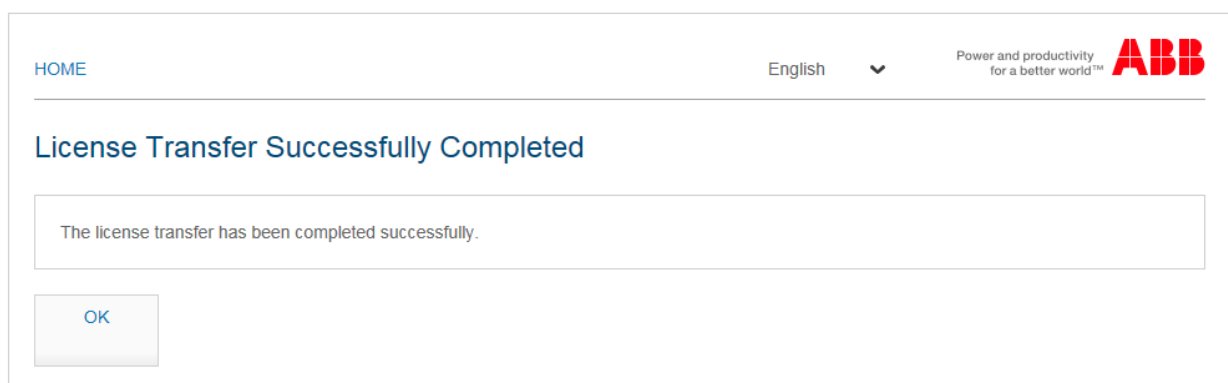 HOME
English
Power and productivity
for a better world™
ABB
License Transfer Successfully Completed
The license transfer has been completed successfully.
OK